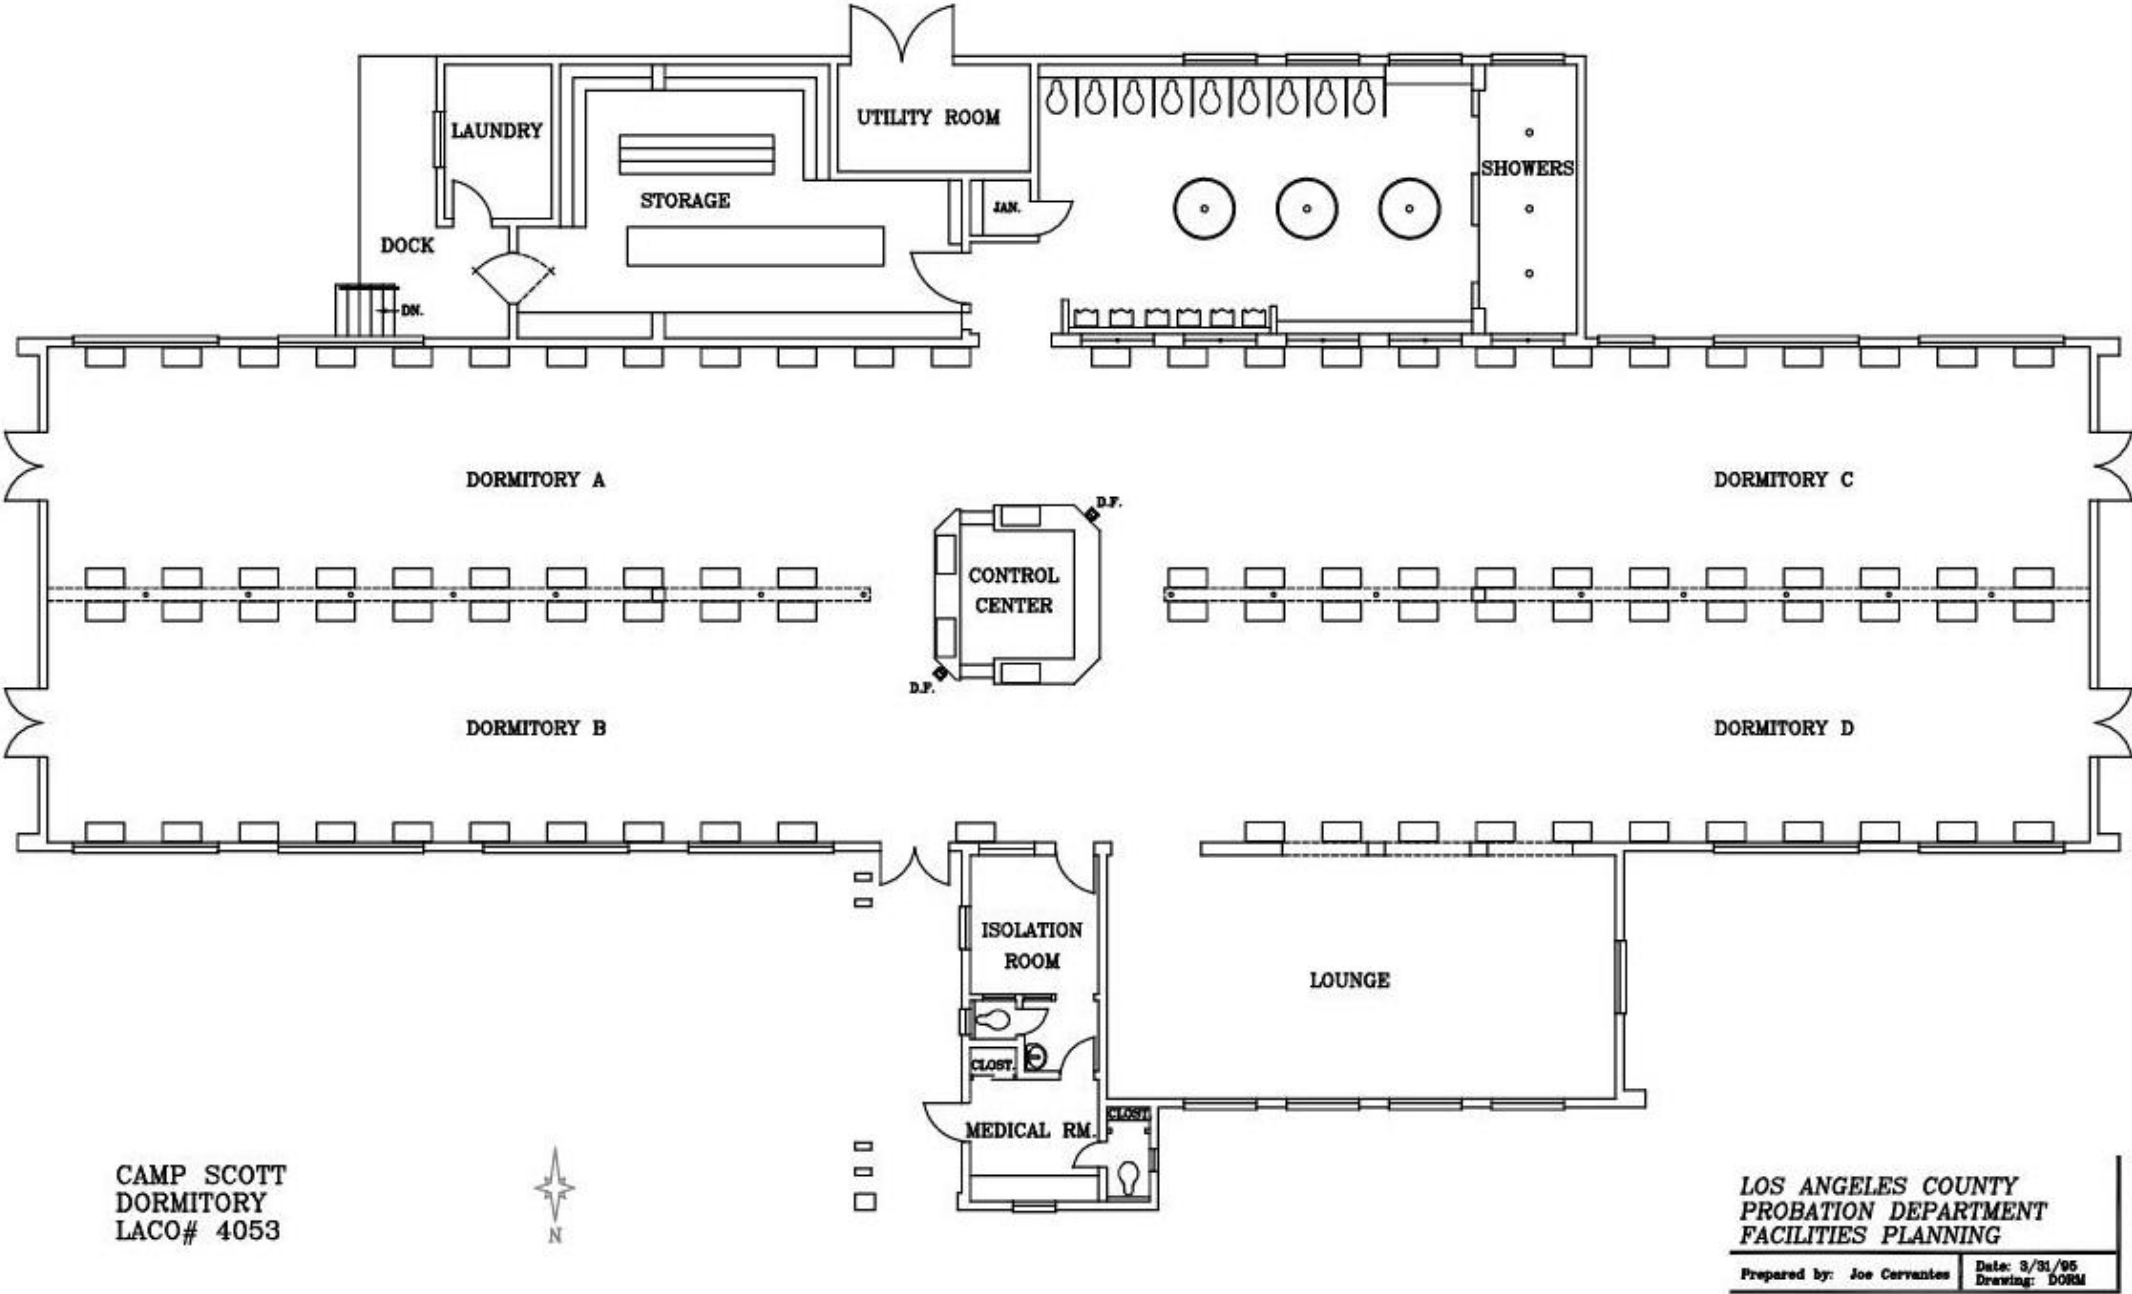 LAUNDRY
UTILITY ROOM
SHOWERS
STORAGE
JAN.
DOCK
DN.
DORMITORY A
DORMITORY C
D.F.
CONTROL
CENTER
D.F.
DORMITORY B
DORMITORY D
ISOLATION
ROOM
LOUNGE
CLOST.
CLOST.
MEDICAL RM.
CAMP SCOTT
DORMITORY
LACO# 4053
N
LOS ANGELES COUNTY
PROBATION DEPARTMENT
FACILITIES PLANNING
Prepared by: Joe Cervantes
Date: 3/31/95
Drawing: DORM